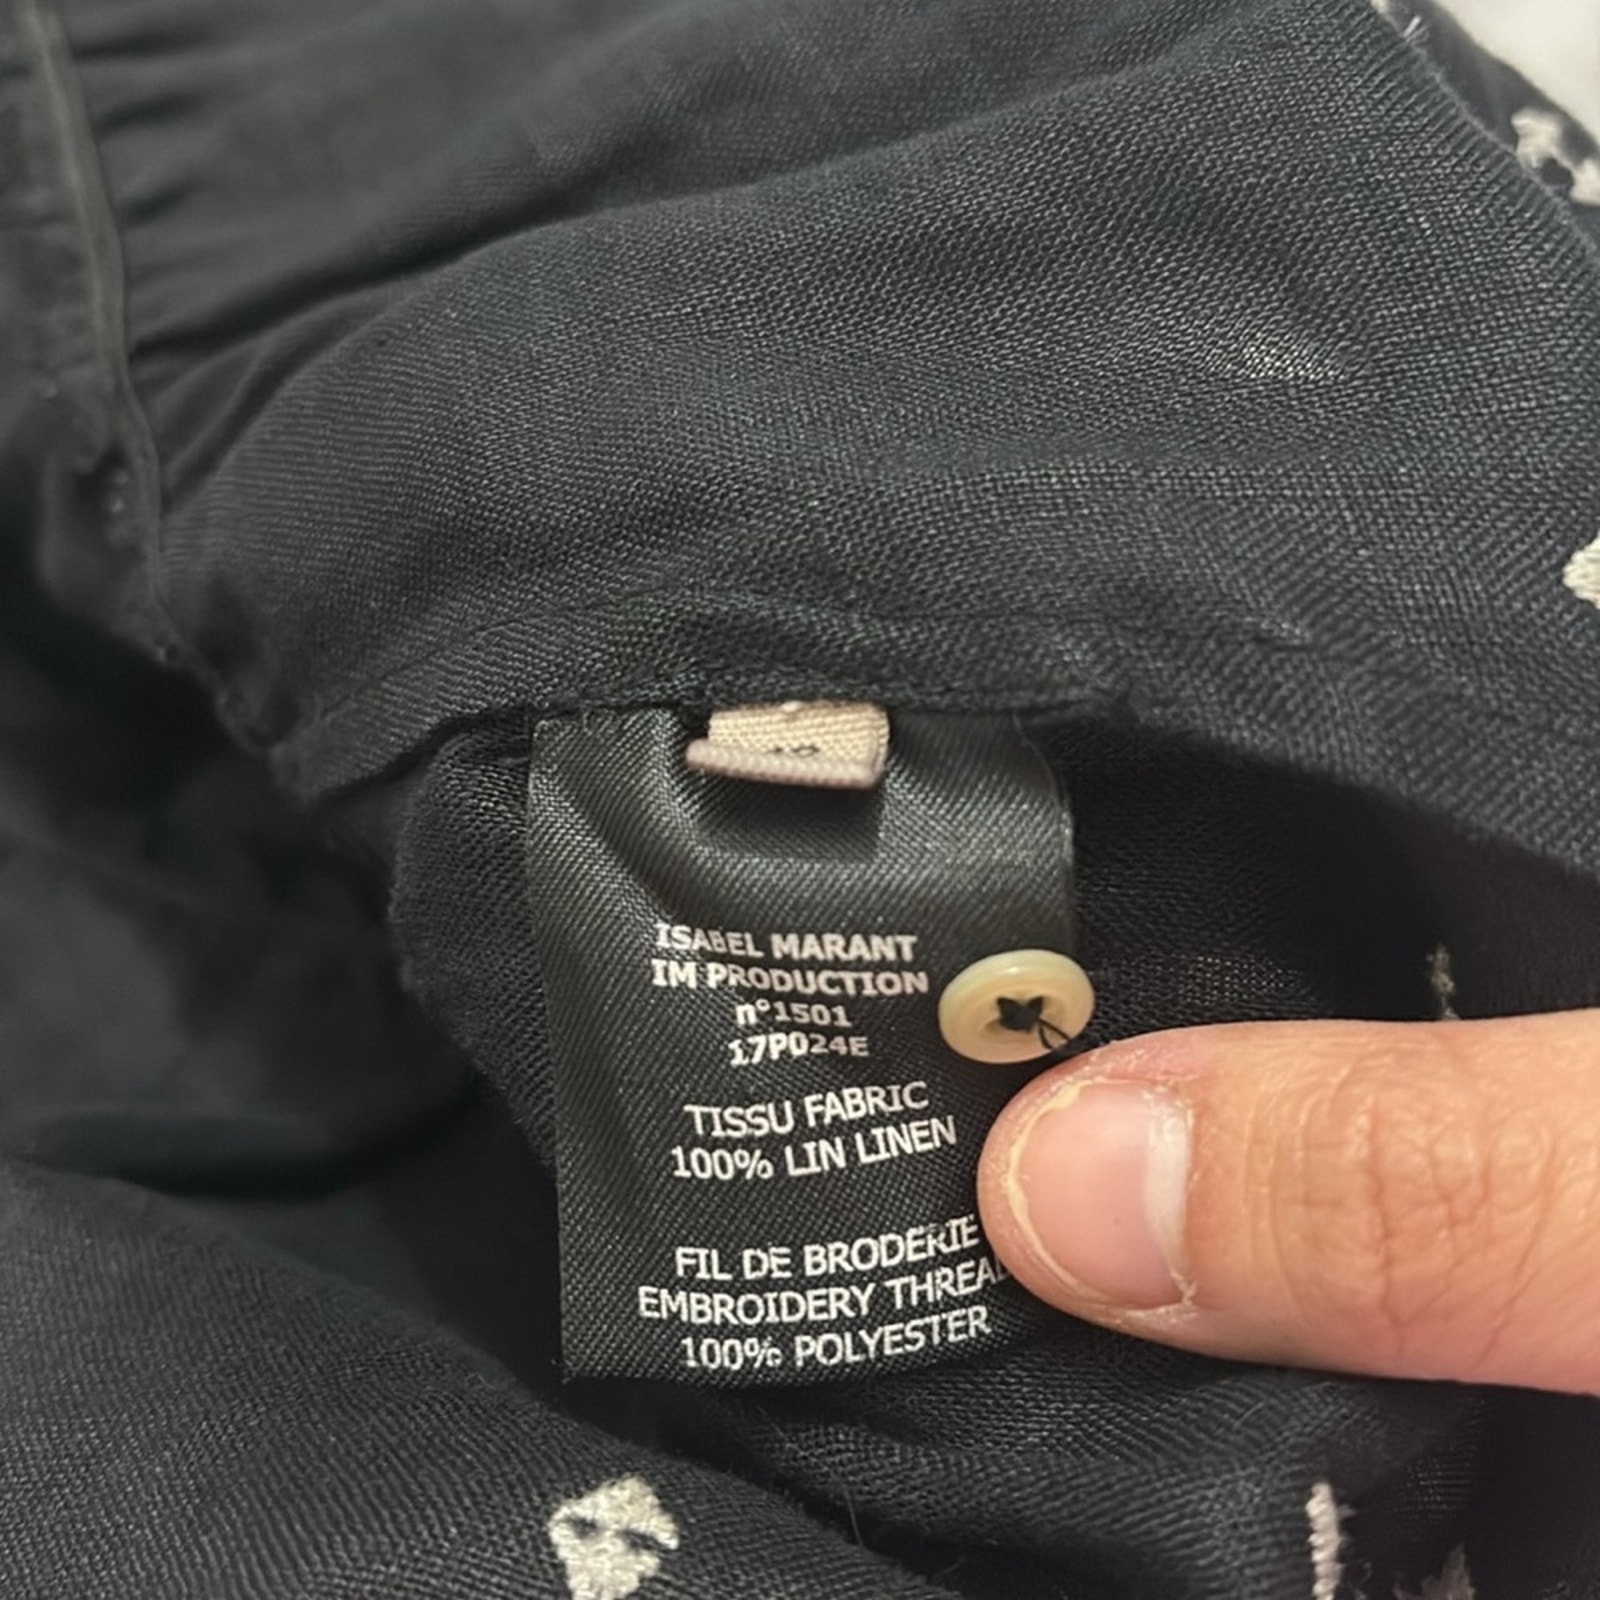 ISABEL MARANT
IM PRODUCTION
n°1501
17P024E
TISSU FABRIC
100% LIN LINEN
FIL DE BRODERIE
EMBROIDERY THREAD
100% POLYESTER